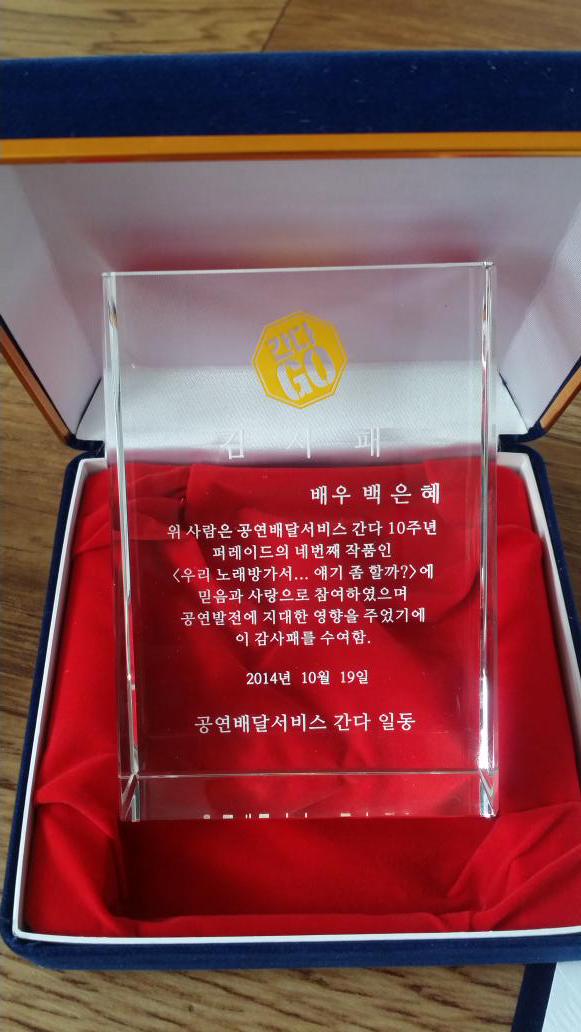 간다
GO
감 사 패
배우 백은혜
위 사람은 공연배달서비스 간다 10주년
퍼레이드의 네번째 작품인
〈우리 노래방가서... 얘기 좀 할까?〉에
믿음과 사랑으로 참여하였으며
공연발전에 지대한 영향을 주었기에
이 감사패를 수여함.
2014년 10월 19일
공연배달서비스 간다 일동